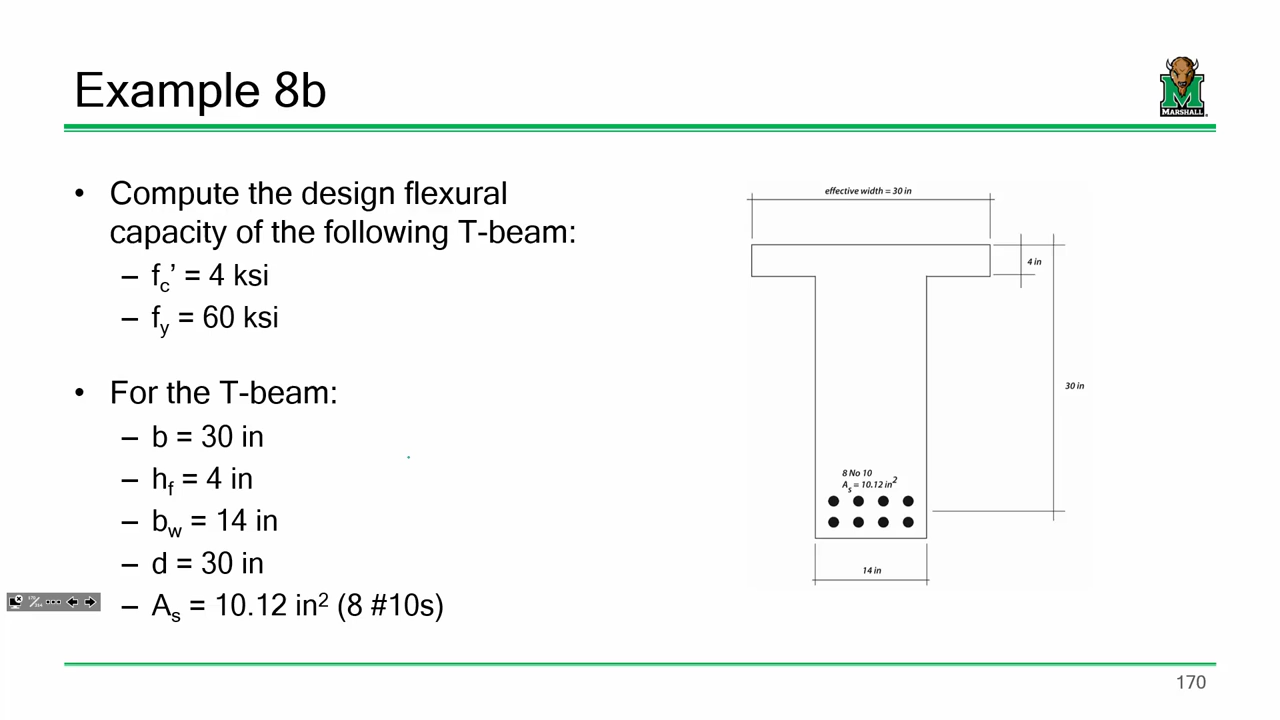 Example 8b
MARSHALL
• Compute the design flexural
capacity of the following T-beam:
– fc’ = 4 ksi
– fy = 60 ksi
• For the T-beam:
– b = 30 in
– hf = 4 in
– bw = 14 in
– d = 30 in
– As = 10.12 in² (8 #10s)
effective width = 30 in
4 in
30 in
8 No 10
As = 10.12 in²
14 in
170